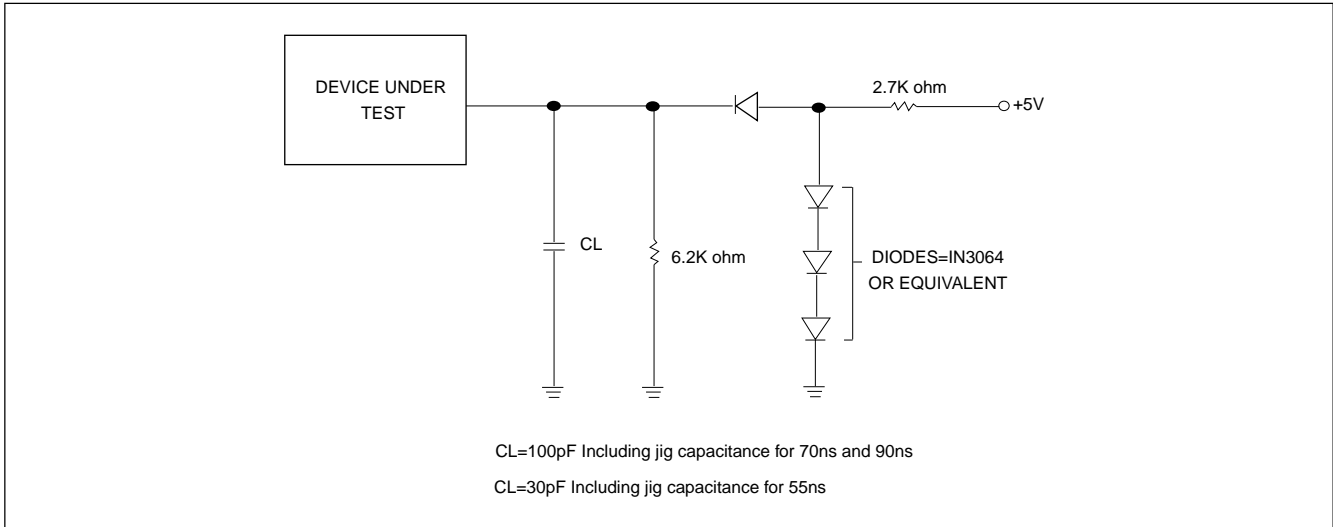 DEVICE UNDER
TEST
2.7K ohm
+5V
CL
6.2K ohm
DIODES=IN3064
OR EQUIVALENT
CL=100pF Including jig capacitance for 70ns and 90ns
CL=30pF Including jig capacitance for 55ns